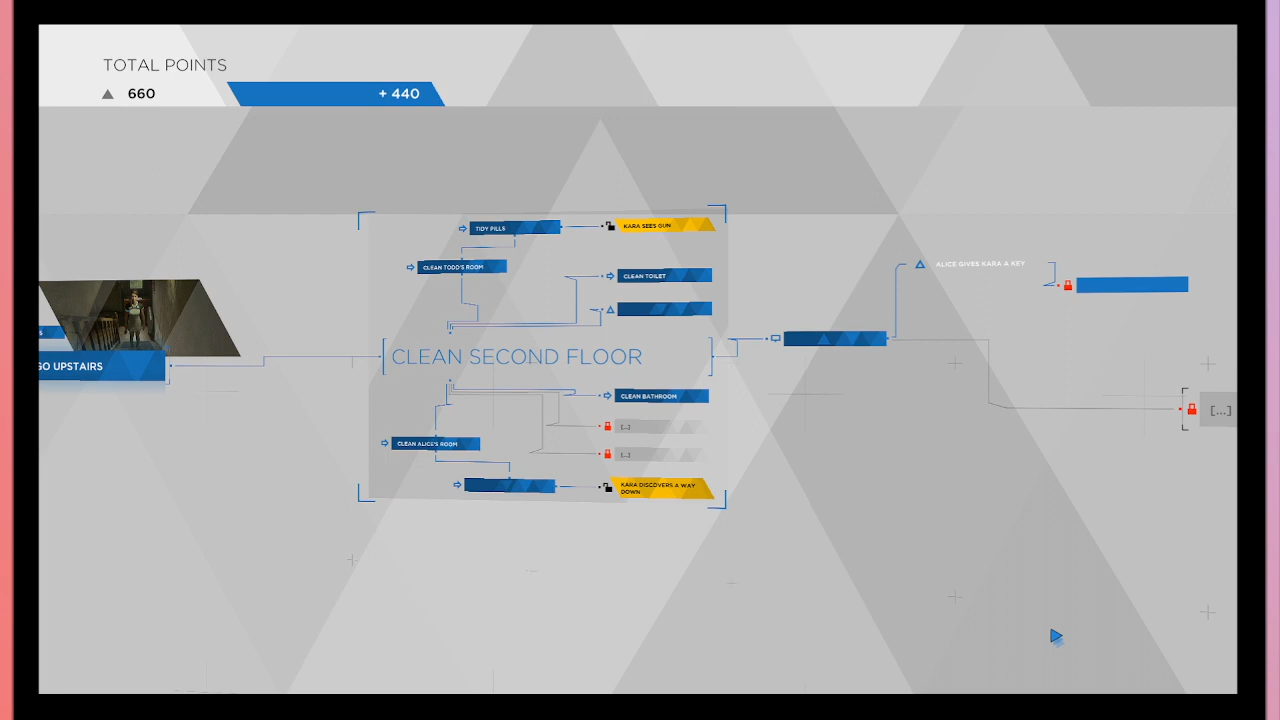 TOTAL POINTS
660
+ 440
TIDY PILLS
KARA SEES GUN
CLEAN TODD'S ROOM
CLEAN TOILET
ALICE GIVES KARA A KEY
S
GO UPSTAIRS
CLEAN SECOND FLOOR
CLEAN BATHROOM
[...]
[...]
[...]
CLEAN ALICE'S ROOM
KARA DISCOVERS A WAY
DOWN